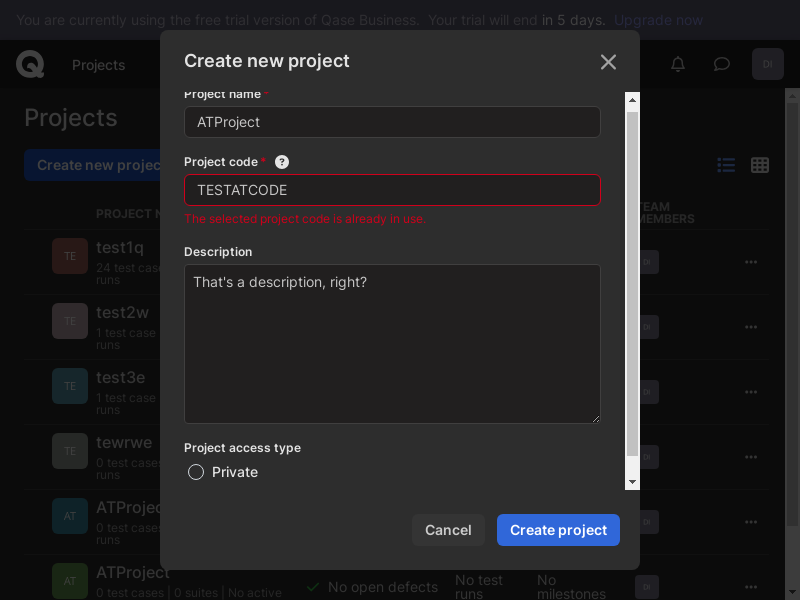 You are currently using the free trial version of Qase Business. Your trial will end in 5 days. Upgrade now
Projects
DI
Create new project
Projects
Create new projec
Project name *
ATProject
Project code * ?
TESTATCODE
The selected project code is already in use.
Description
That's a description, right?
Project access type
Private
Cancel
Create project
PROJECT N
TEAM
MEMBERS
TE
test1q
24 test case
runs
DI
TE
test2w
1 test case
runs
DI
TE
test3e
1 test case
runs
DI
TE
tewrwe
0 test cases
runs
DI
AT
ATProjec
0 test cases
runs
DI
AT
ATProject
0 test cases | 0 suites | No active
No open defects
No test
runs
No
milestones
DI